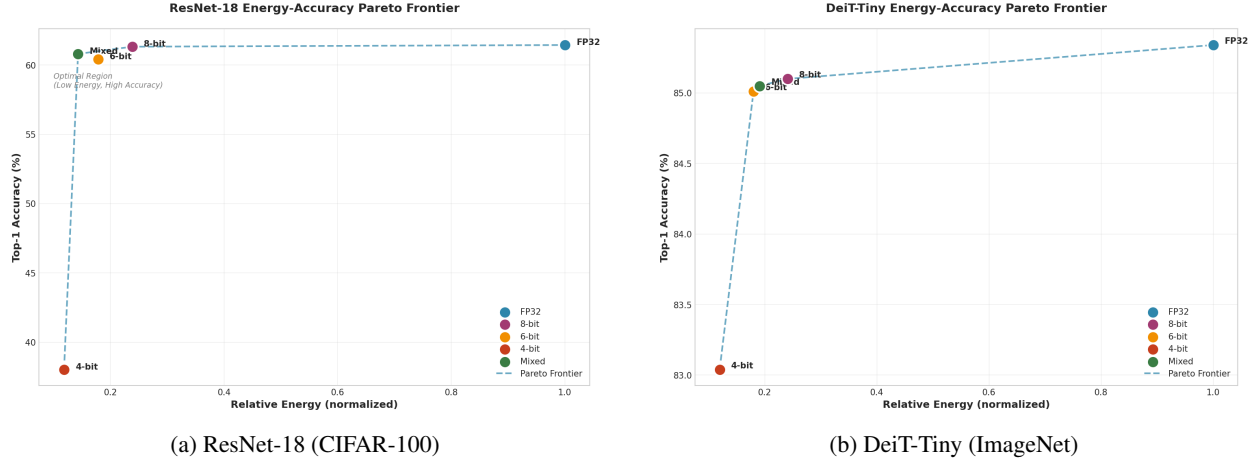 ResNet-18 Energy-Accuracy Pareto Frontier
Top-1 Accuracy (%)
60
55
50
45
40
Mixed
8-bit
6-bit
FP32
Optimal Region
(Low Energy, High Accuracy)
4-bit
FP32
8-bit
6-bit
4-bit
Mixed
Pareto Frontier
0.2
0.4
0.6
0.8
1.0
Relative Energy (normalized)
(a) ResNet-18 (CIFAR-100)
DeiT-Tiny Energy-Accuracy Pareto Frontier
Top-1 Accuracy (%)
85.0
84.5
84.0
83.5
83.0
FP32
8-bit
4-bit
FP32
8-bit
6-bit
4-bit
Mixed
Pareto Frontier
0.2
0.4
0.6
0.8
1.0
Relative Energy (normalized)
(b) DeiT-Tiny (ImageNet)